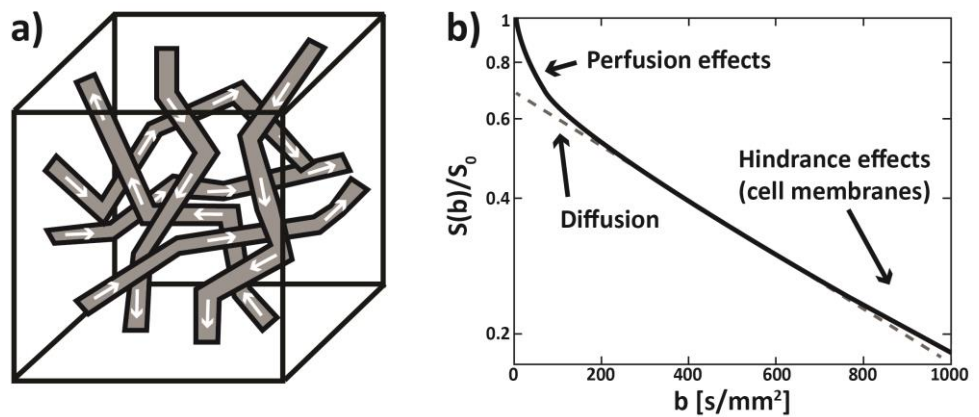 a)
b)
1
0.8
0.6
0.4
0.2
S(b)/S₀
Perfusion effects
Diffusion
Hindrance effects
(cell membranes)
0
200
400
600
800
1000
b [s/mm²]